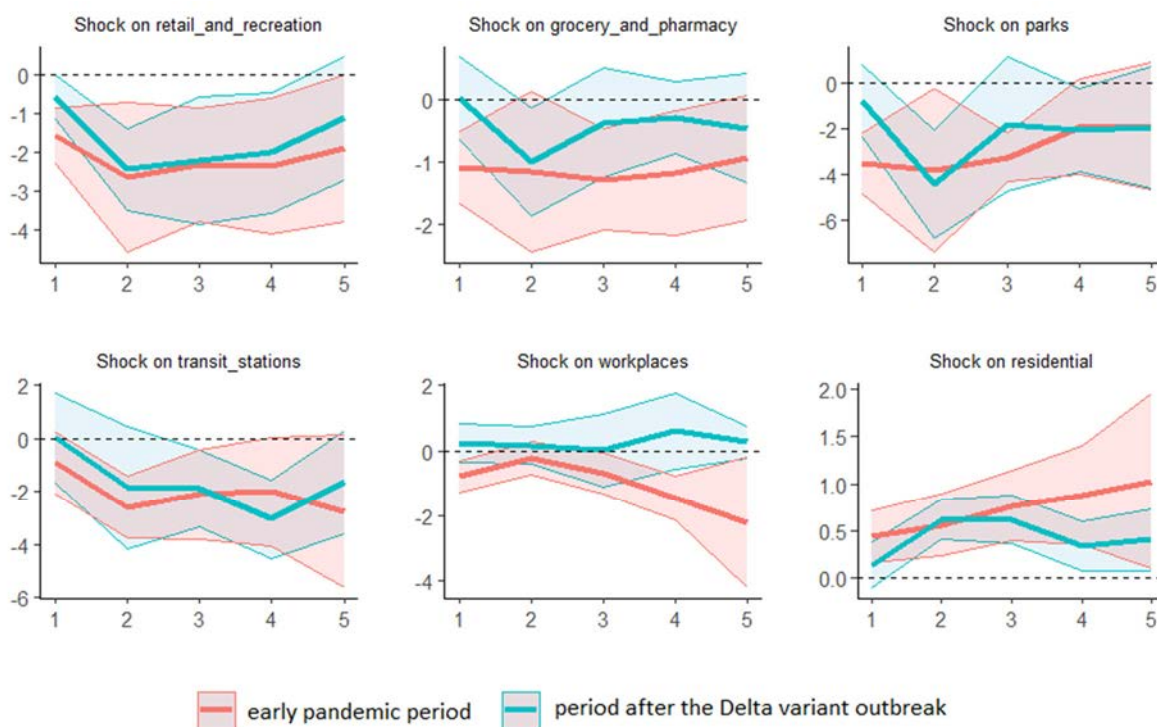 Shock on retail_and_recreation
Shock on grocery_and_pharmacy
Shock on parks
0
-1
-2
-3
-4
1 2 3 4 5
0
-1
-2
1 2 3 4 5
0
-2
-4
-6
1 2 3 4 5
Shock on transit_stations
Shock on workplaces
Shock on residential
2
0
-2
-4
-6
1 2 3 4 5
2
0
-2
-4
1 2 3 4 5
2.0
1.5
1.0
0.5
0.0
1 2 3 4 5
early pandemic period
period after the Delta variant outbreak